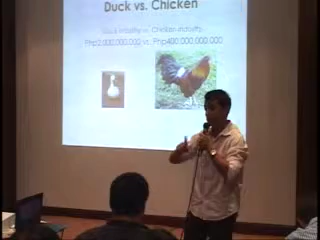 Duck vs. Chicken
Duck Industry vs. Chicken Industry
Php2,000,000,000 vs. Php400,000,000,000